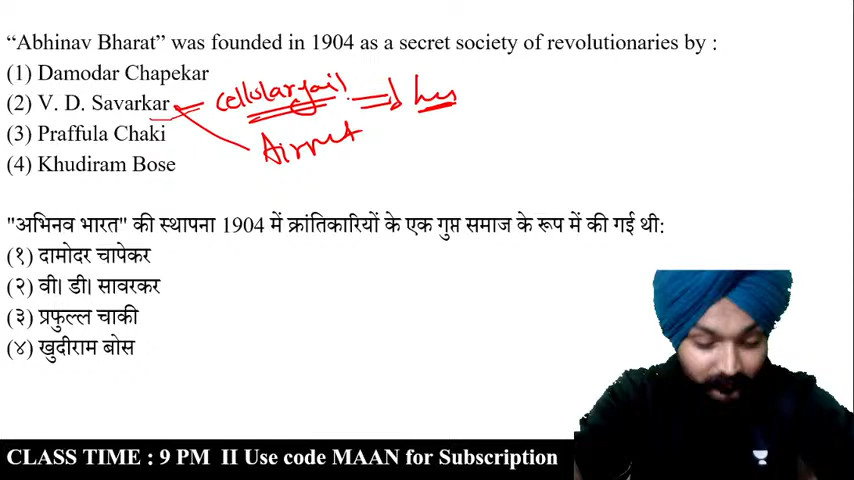 “Abhinav Bharat” was founded in 1904 as a secret society of revolutionaries by :
(1) Damodar Chapekar
(2) V. D. Savarkar
cellular jail
(3) Praffula Chaki
(4) Khudiram Bose
"अभिनव भारत" की स्थापना 1904 में क्रांतिकारियों के एक गुप्त समाज के रूप में की गई थी:
(१) दामोदर चापेकर
(२) वी। डी। सावरकर
(३) प्रफुल्ल चाकी
(४) खुदीराम बोस
CLASS TIME : 9 PM II Use code MAAN for Subscription